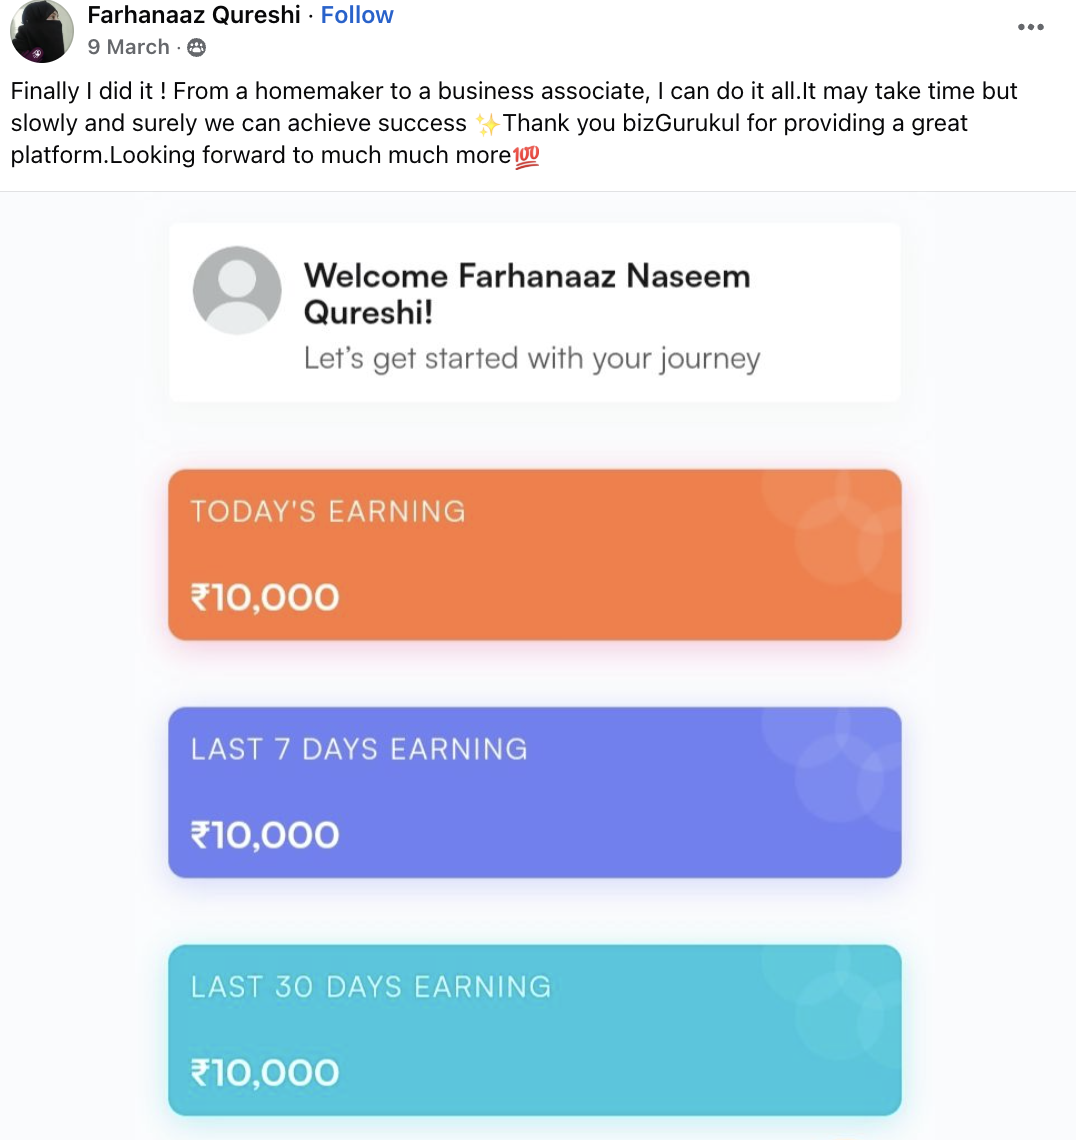 Farhanaaz Qureshi · Follow
9 March ·
Finally I did it ! From a homemaker to a business associate, I can do it all.It may take time but
slowly and surely we can achieve success ✨Thank you bizGurukul for providing a great
platform.Looking forward to much much more💯
Welcome Farhanaaz Naseem
Qureshi!
Let's get started with your journey
TODAY'S EARNING
₹10,000
LAST 7 DAYS EARNING
₹10,000
LAST 30 DAYS EARNING
₹10,000